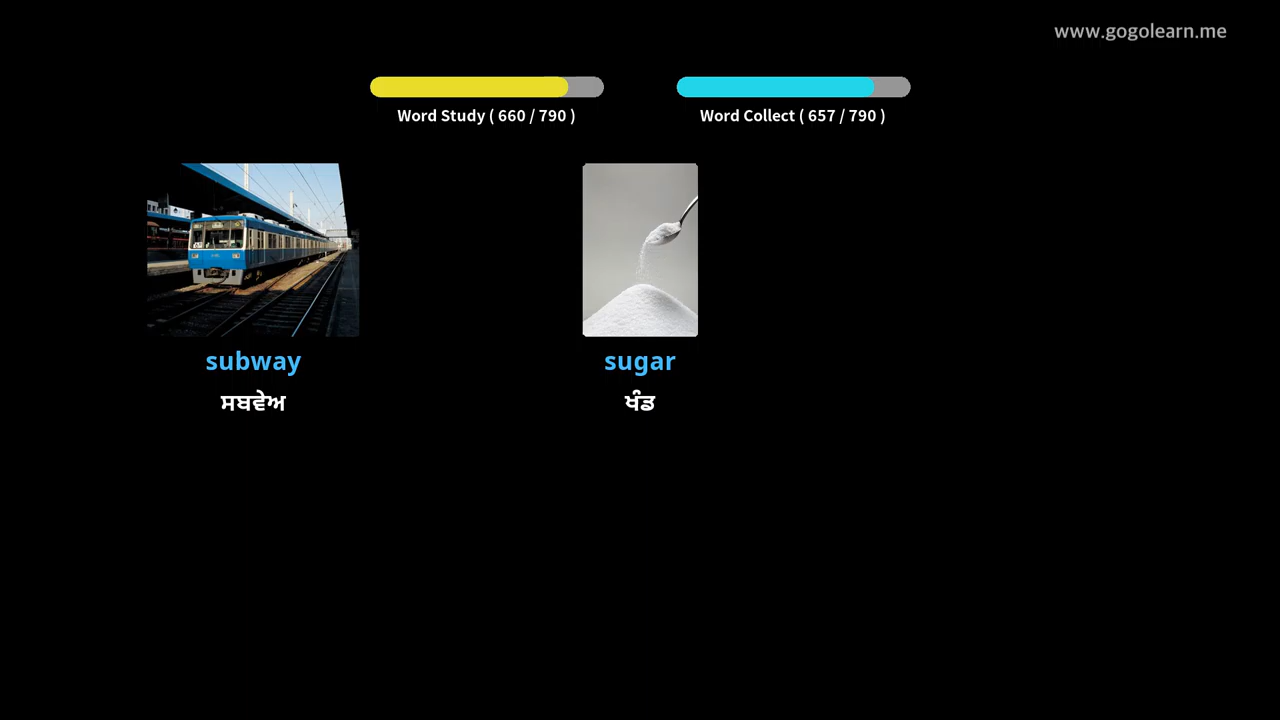 www.gogolearn.me
Word Study ( 660 / 790 )
Word Collect ( 657 / 790 )
subway
ਸਬਵੇਅ
sugar
ਖੰਡ